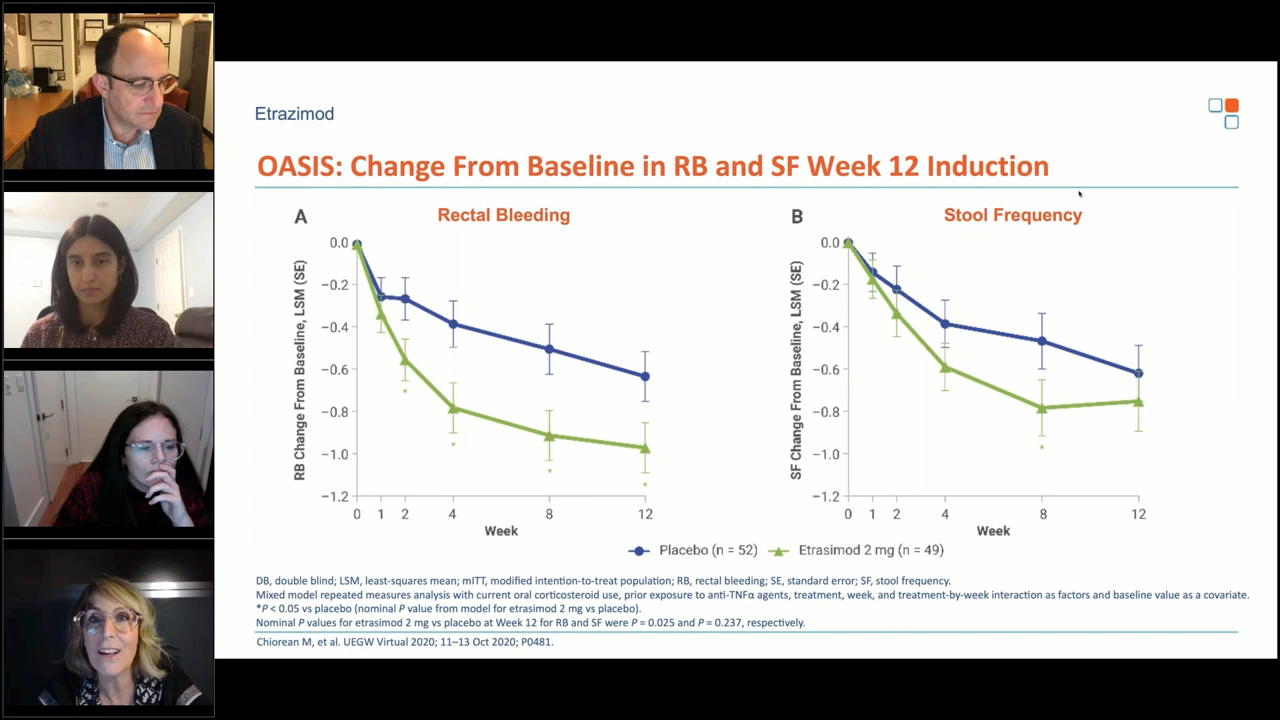 Etrazimod
OASIS: Change From Baseline in RB and SF Week 12 Induction
A
Rectal Bleeding
RB Change From Baseline, LSM (SE)
0.0
−0.2
−0.4
−0.6
−0.8
−1.0
−1.2
0 1 2 4 8 12
Week
B
Stool Frequency
SF Change From Baseline, LSM (SE)
0.0
−0.2
−0.4
−0.6
−0.8
−1.0
−1.2
0 1 2 4 8 12
Week
* * * *
*
Placebo (n = 52) Etrasimod 2 mg (n = 49)
DB, double blind; LSM, least-squares mean; mITT, modified intention-to-treat population; RB, rectal bleeding; SE, standard error; SF, stool frequency.
Mixed model repeated measures analysis with current oral corticosteroid use, prior exposure to anti-TNFα agents, treatment, week, and treatment-by-week interaction as factors and baseline value as a covariate.
*P < 0.05 vs placebo (nominal P value from model for etrasimod 2 mg vs placebo).
Nominal P values for etrasimod 2 mg vs placebo at Week 12 for RB and SF were P = 0.025 and P = 0.237, respectively.
Chiorean M, et al. UEGW Virtual 2020; 11–13 Oct 2020; P0481.